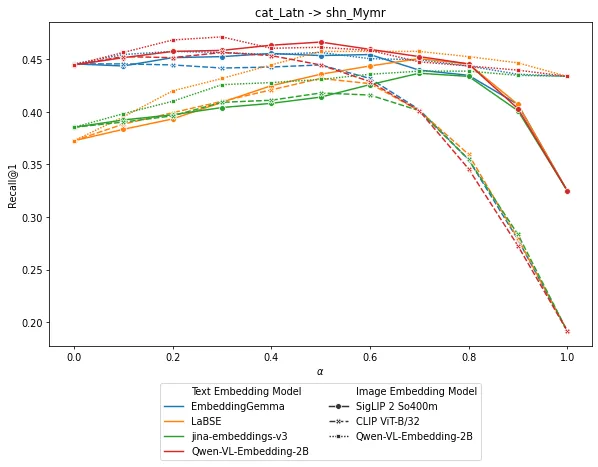 cat_Latn -> shn_Mymr
Recall@1
0.45
0.40
0.35
0.30
0.25
0.20
0.0 0.2 0.4 0.6 0.8 1.0
α
Text Embedding Model Image Embedding Model
EmbeddingGemma SigLIP 2 So400m
LaBSE CLIP ViT-B/32
jina-embeddings-v3 Qwen-VL-Embedding-2B
Qwen-VL-Embedding-2B